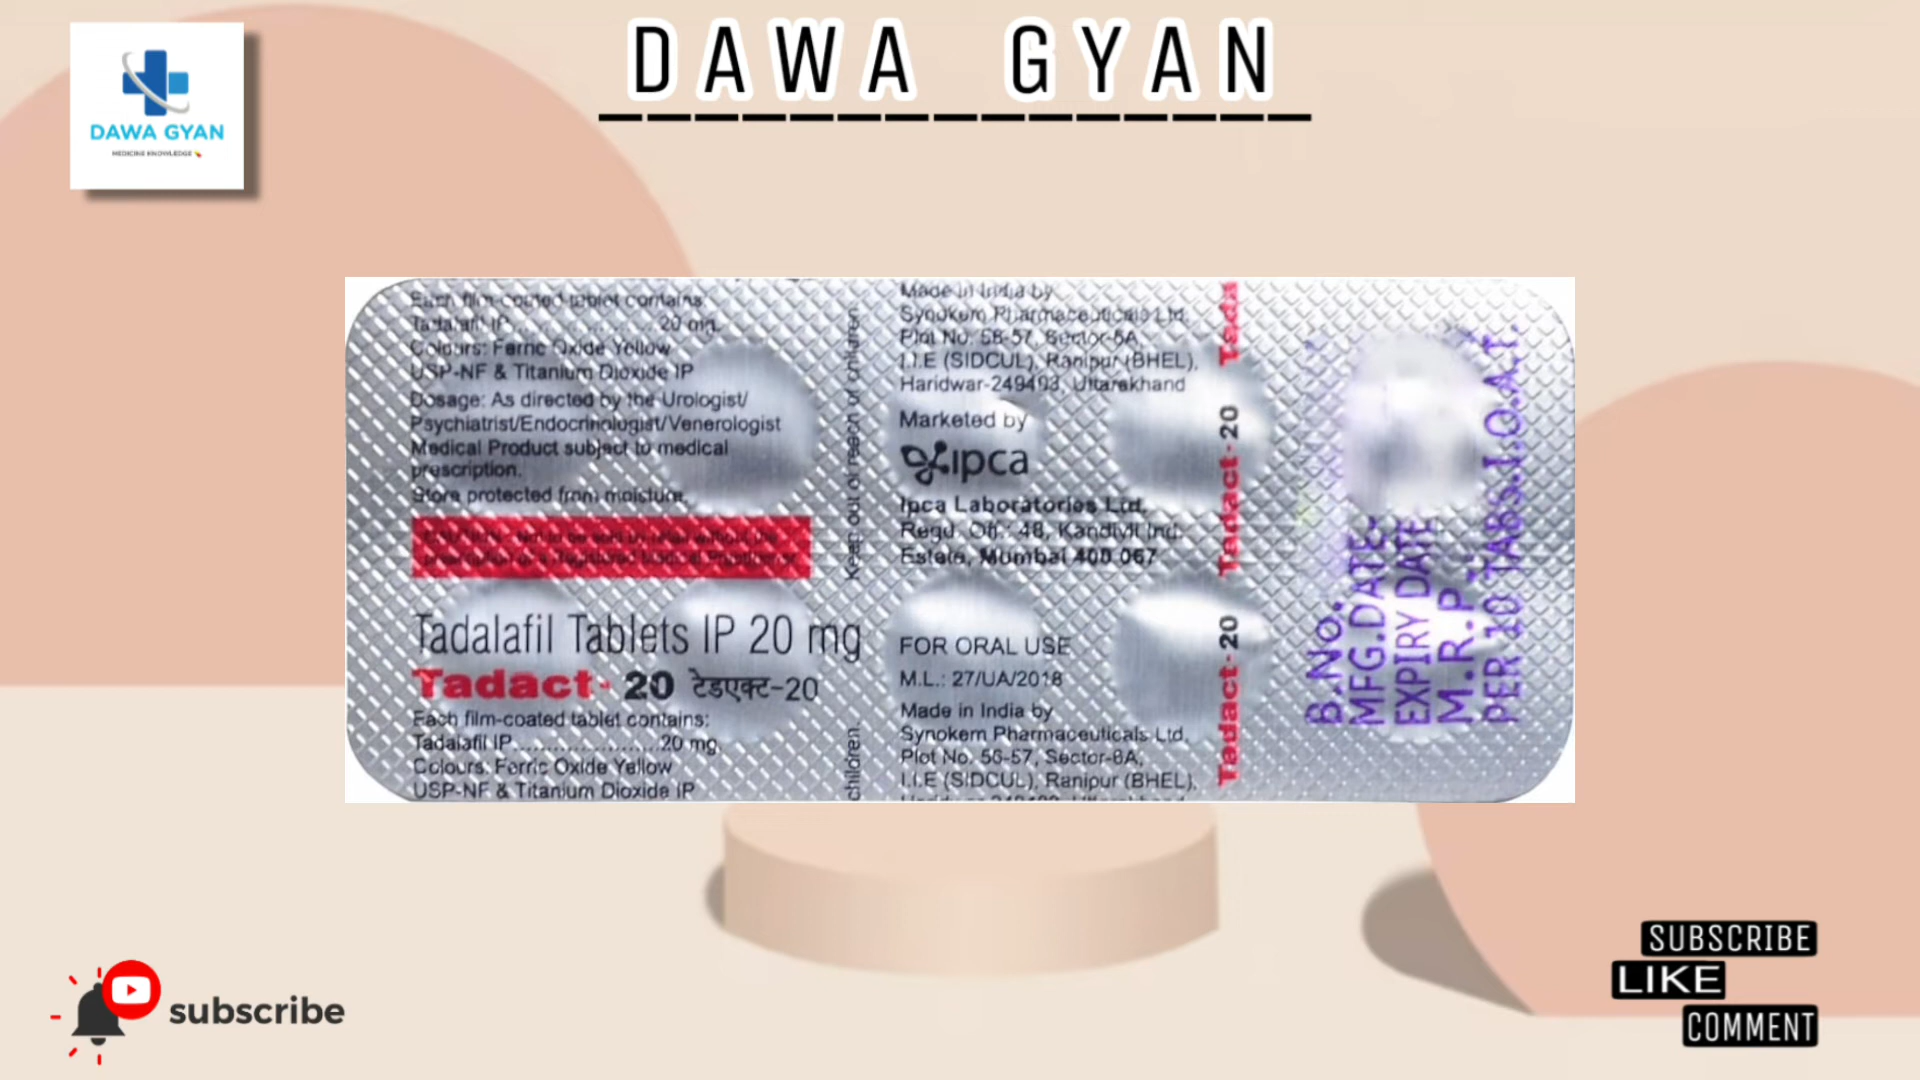 DAWA GYAN
DAWA GYAN
MEDICINE KNOWLEDGE
Each film-coated tablet contains:
Tadalafil IP..................20 mg.
Colours: Ferric Oxide Yellow
USP-NF & Titanium Dioxide IP
Dosage: As directed by the Urologist/
Psychiatrist/Endocrinologist/Venerologist
Medical Product subject to medical
prescription.
Store protected from moisture.
Tadalafil Tablets IP 20 mg
Tadact-20 टेडएक्ट-20
Each film-coated tablet contains:
Tadalafil IP......................20 mg.
Colours: Ferric Oxide Yellow
USP-NF & Titanium Dioxide IP
Keep out of reach of children.
children.
Made in India by
Synokem Pharmaceuticals Ltd.
Plot No. 56-57, Sector-6A,
I.I.E (SIDCUL), Ranipur (BHEL),
Haridwar-249403, Uttarakhand
Marketed by
ipca
Ipca Laboratories Ltd.
Regd. Off.: 48, Kandivli Ind.
Estate, Mumbai 400 067
FOR ORAL USE
M.L.: 27/UA/2018
Made in India by
Synokem Pharmaceuticals Ltd.
Plot No. 56-57, Sector-6A,
I.I.E (SIDCUL), Ranipur (BHEL),
Tada
Tadact-20
Tadact-20
B.NO.
MFG.DATE
EXPIRY DATE
M.R.P.
PER 10 TABS.I.O.A.T.
subscribe
SUBSCRIBE
LIKE
COMMENT